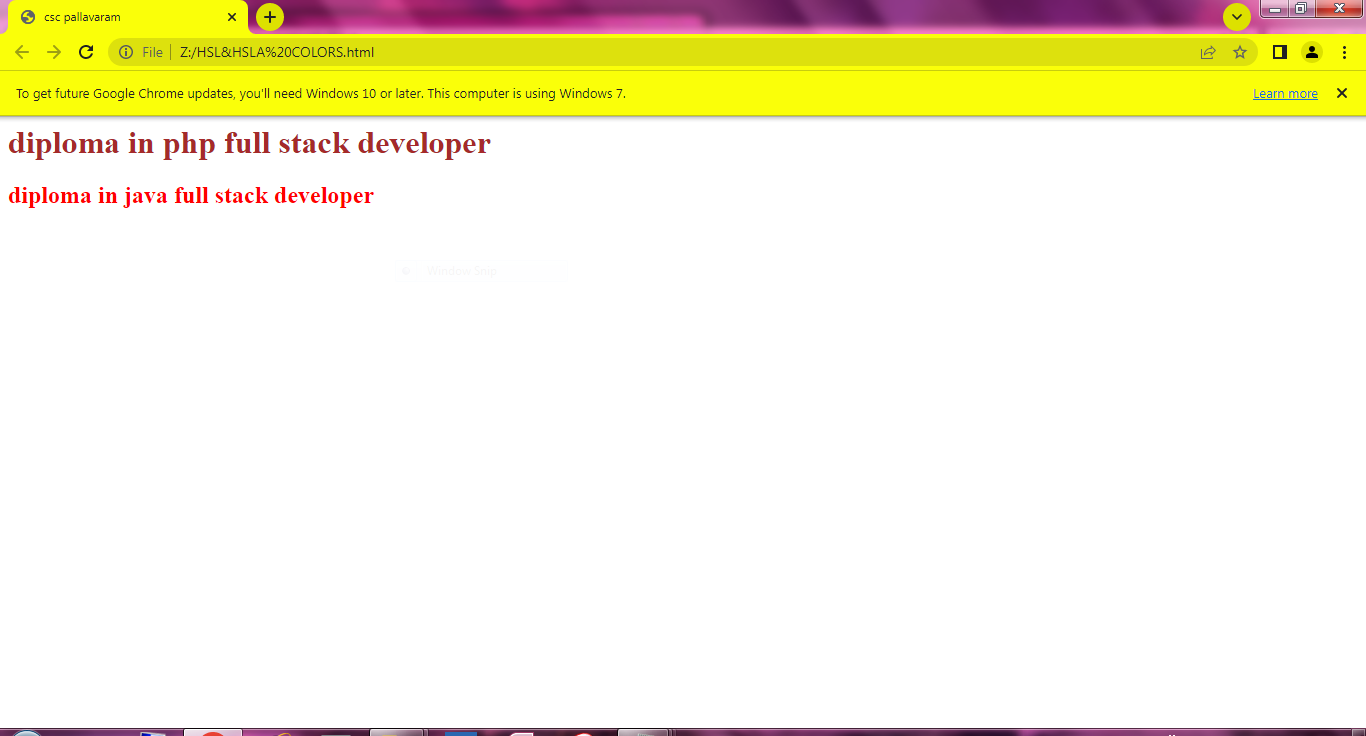 csc pallavaram
File
Z:/HSL&HSLA%20COLORS.html
To get future Google Chrome updates, you'll need Windows 10 or later. This computer is using Windows 7.
Learn more
diploma in php full stack developer
diploma in java full stack developer
Window Snip